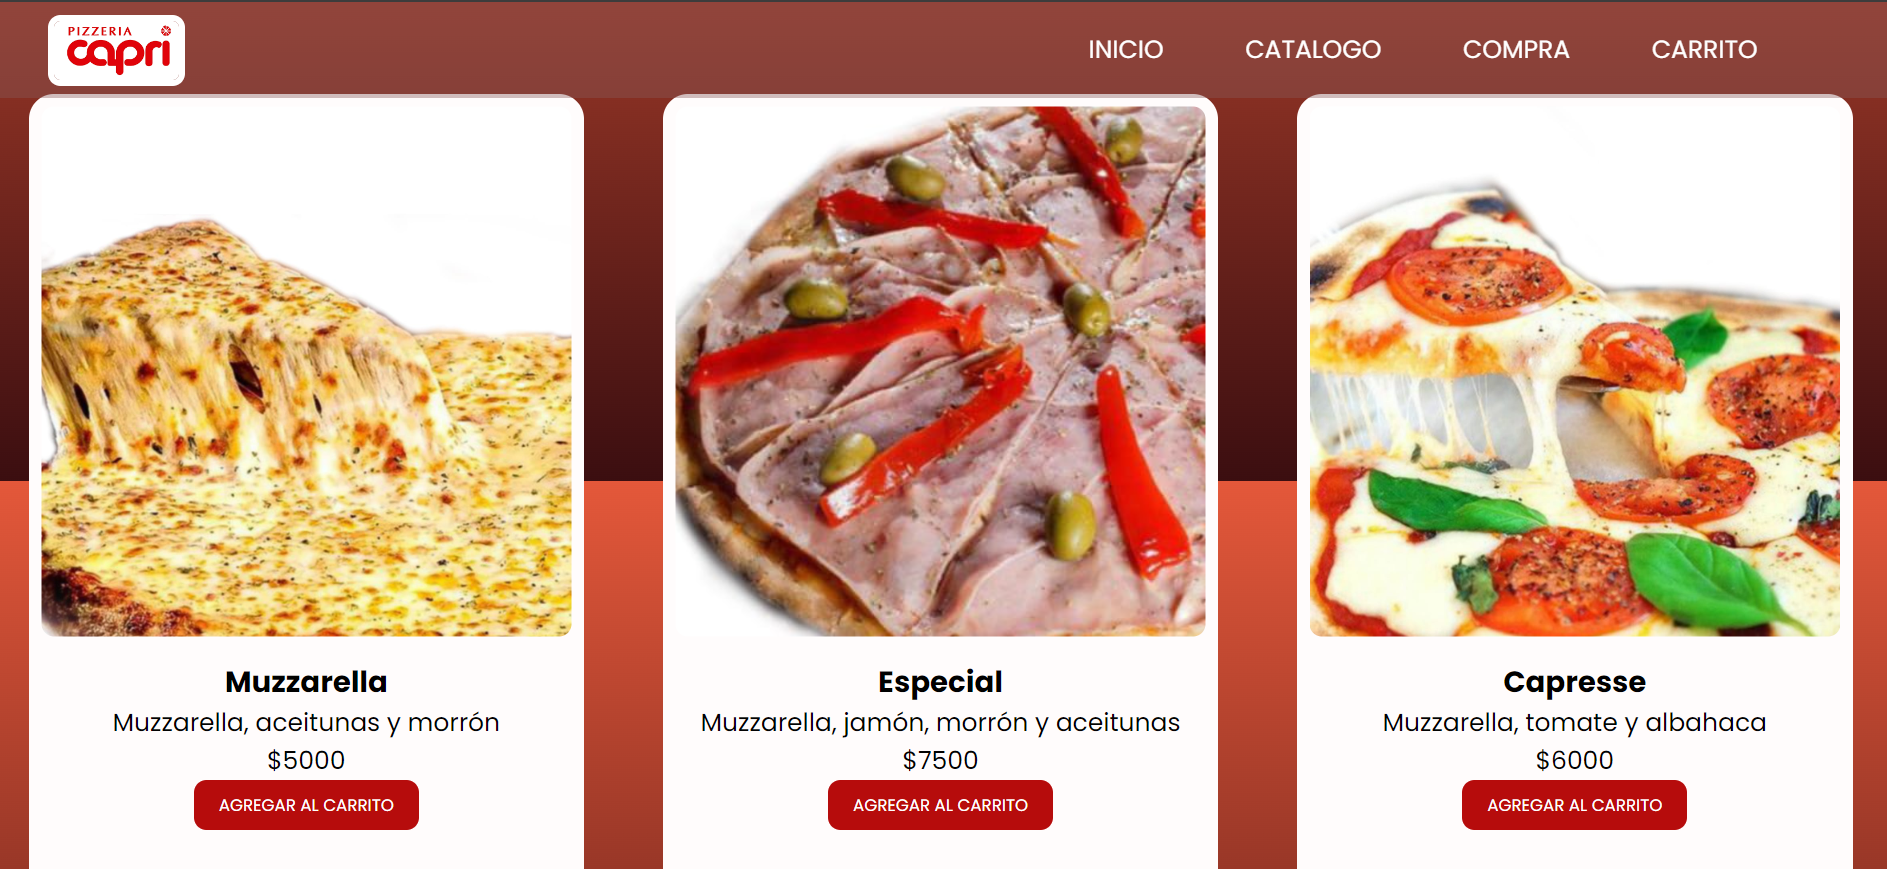 PIZZERIA
capri
INICIO CATALOGO COMPRA CARRITO
Muzzarella
Muzzarella, aceitunas y morrón
$5000
AGREGAR AL CARRITO
Especial
Muzzarella, jamón, morrón y aceitunas
$7500
AGREGAR AL CARRITO
Capresse
Muzzarella, tomate y albahaca
$6000
AGREGAR AL CARRITO